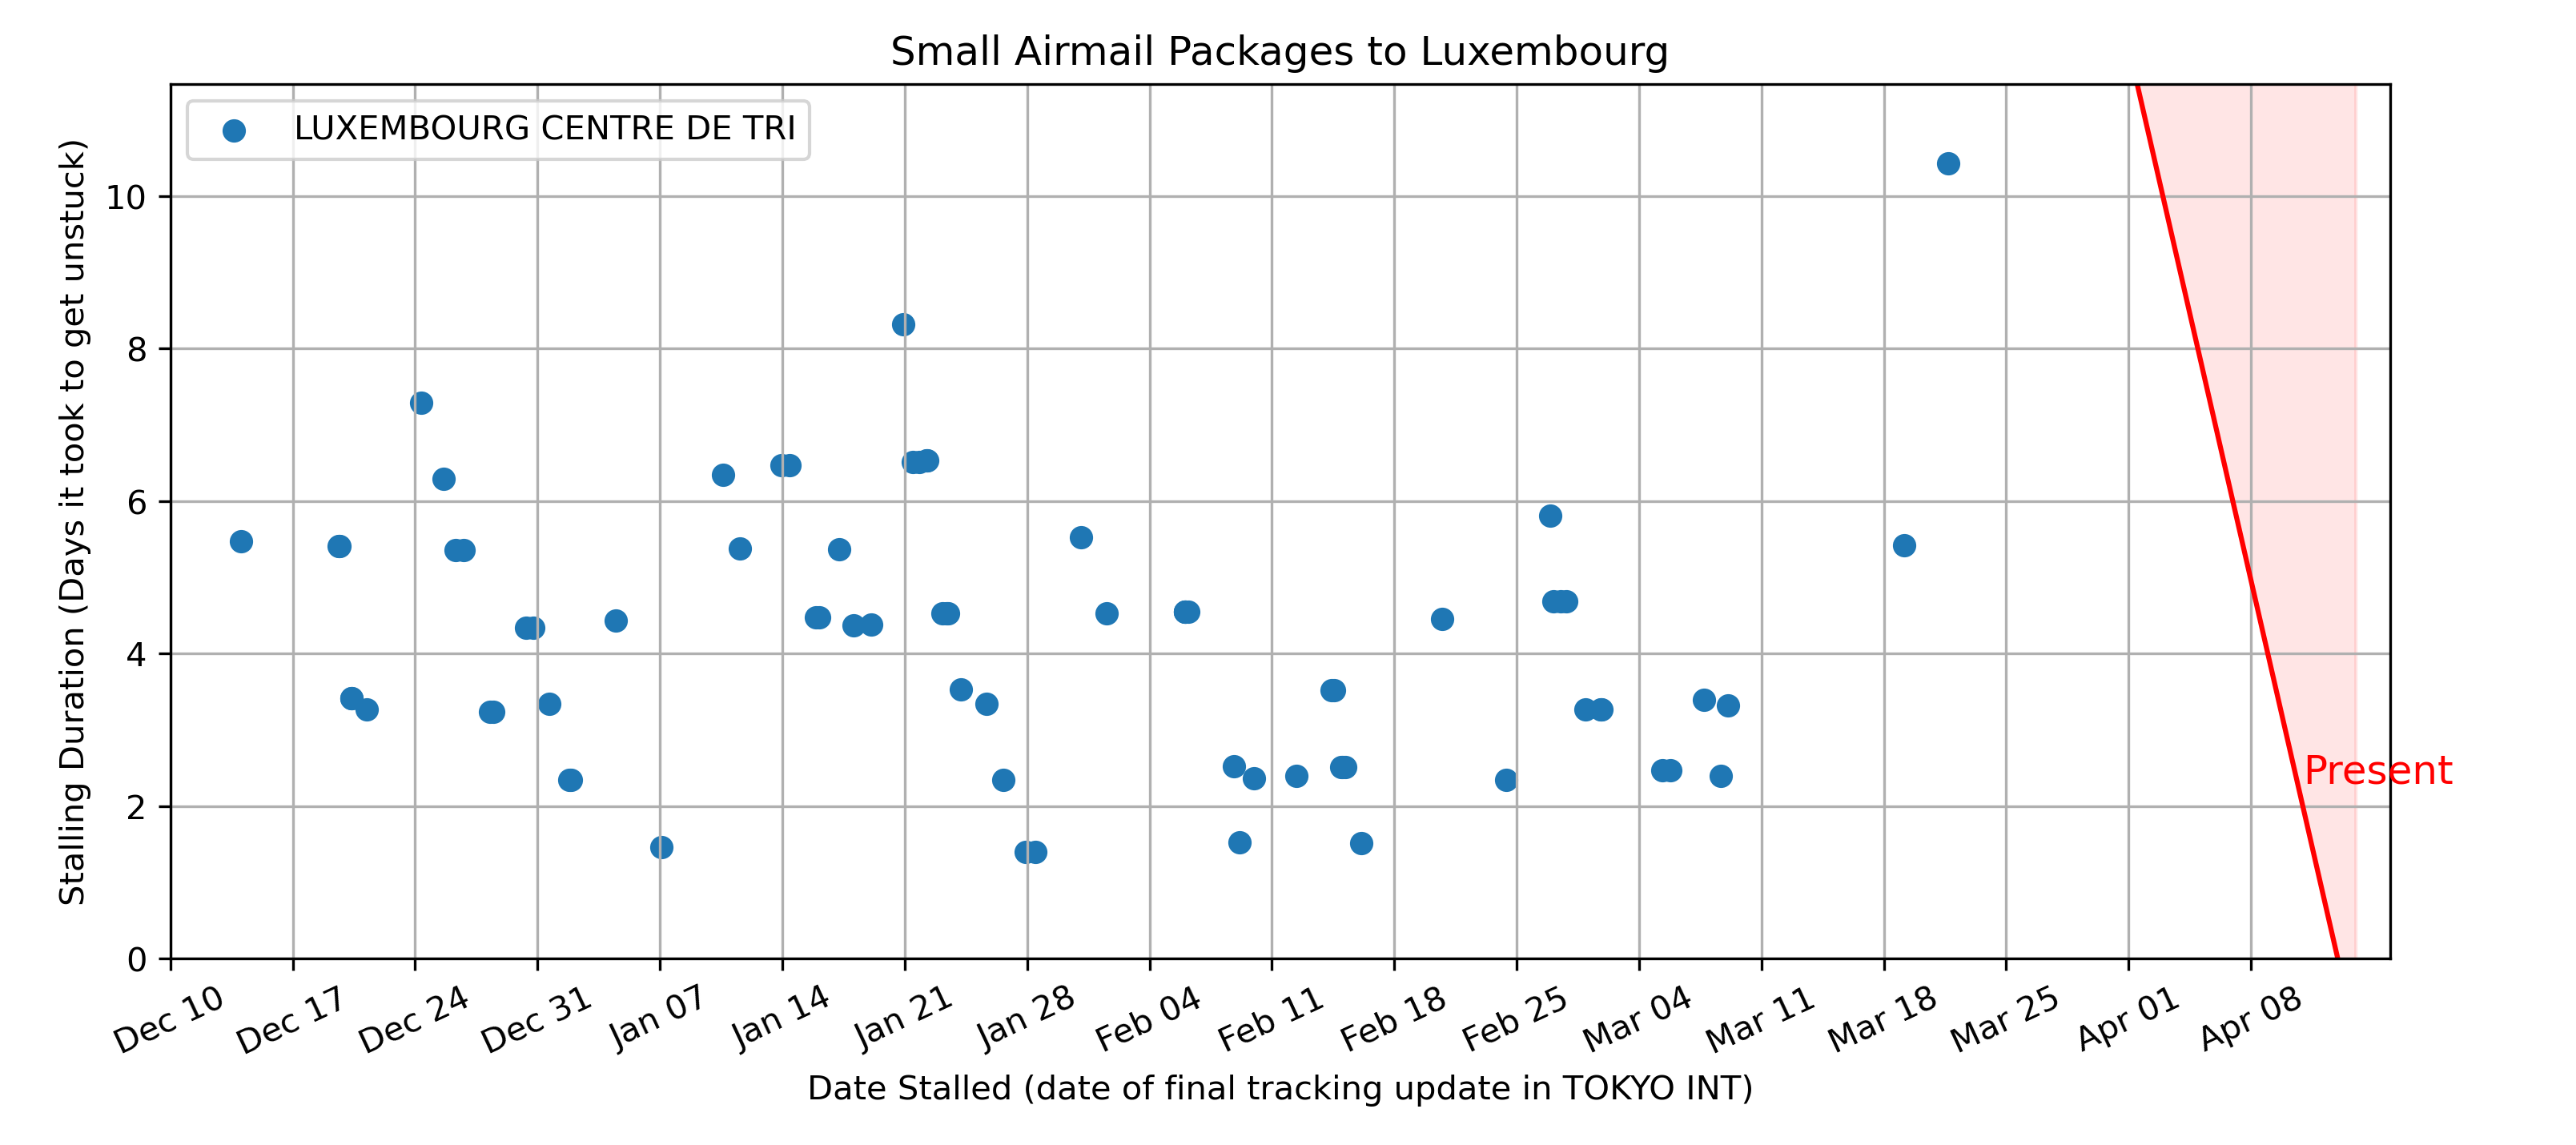 Small Airmail Packages to Luxembourg
LUXEMBOURG CENTRE DE TRI
Stalling Duration (Days it took to get unstuck)
10
8
6
4
2
0
Present
Dec 10
Dec 17
Dec 24
Dec 31
Jan 07
Jan 14
Jan 21
Jan 28
Feb 04
Feb 11
Feb 18
Feb 25
Mar 04
Mar 11
Mar 18
Mar 25
Apr 01
Apr 08
Date Stalled (date of final tracking update in TOKYO INT)